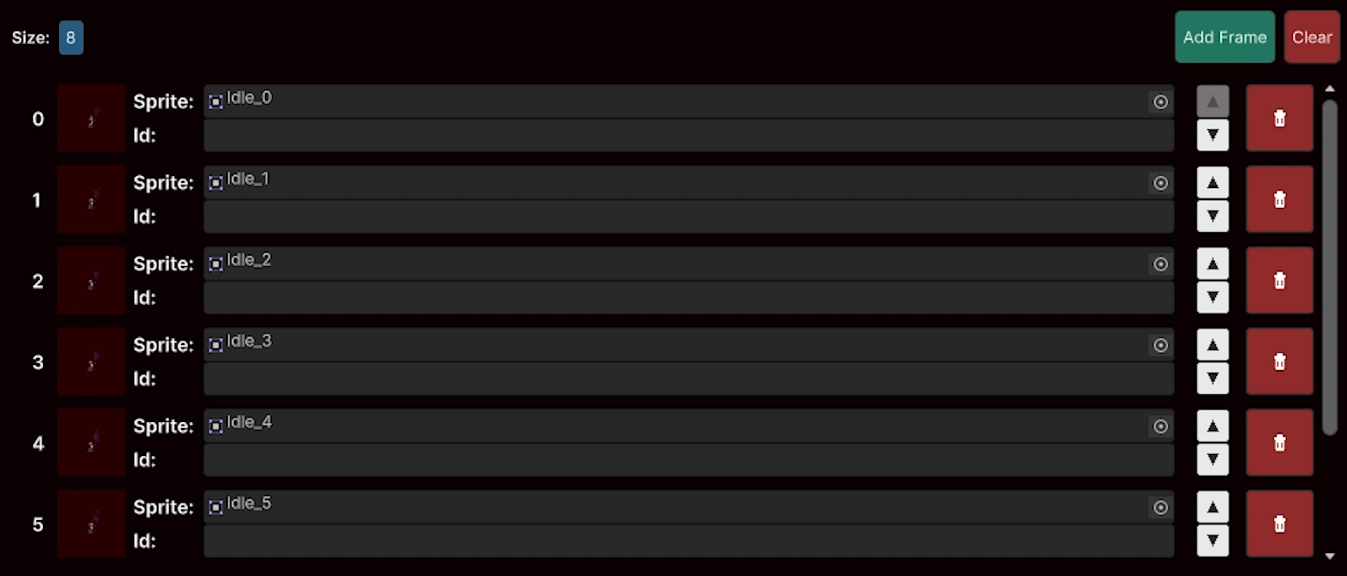 Size: 8 Add Frame Clear
0 Sprite: Idle_0
Id:
1 Sprite: Idle_1
Id:
2 Sprite: Idle_2
Id:
3 Sprite: Idle_3
Id:
4 Sprite: Idle_4
Id:
5 Sprite: Idle_5
Id: